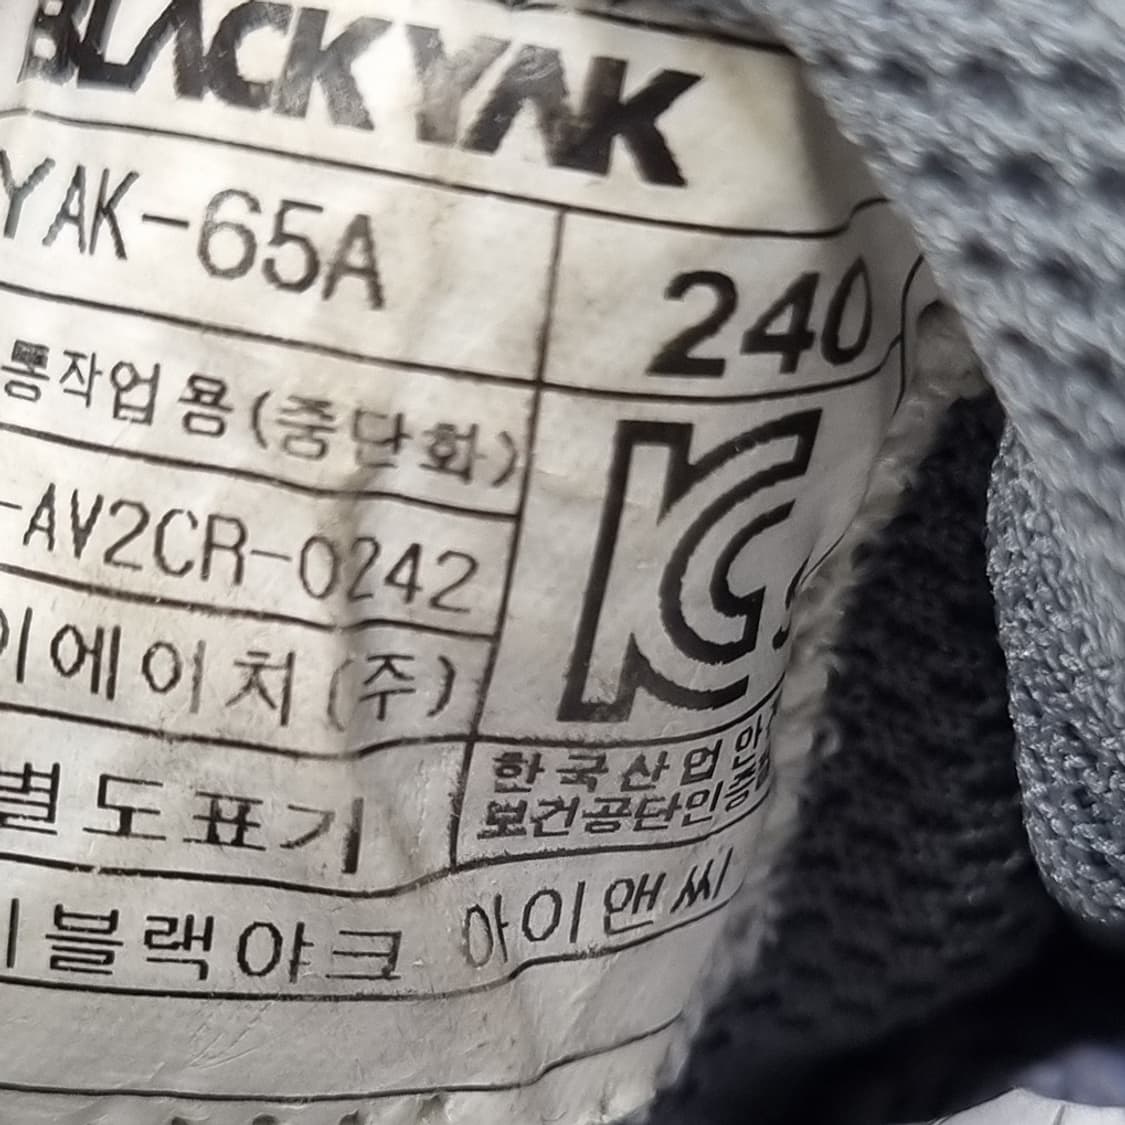 BLACKYAK
YAK-65A
240
통작업용(중단화)
-AV2CR-0242
이에이치(주)
KCs
한국산업안
보건공단인증
별도표기
블랙야크 아이앤씨